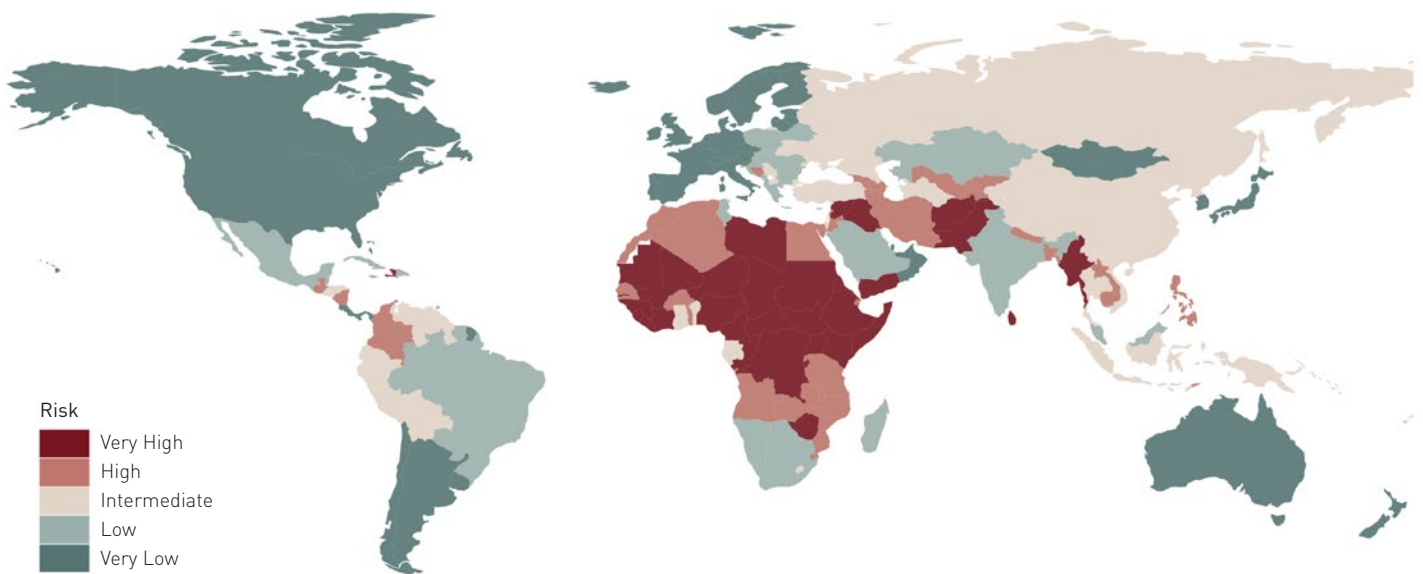 Risk
Very High
High
Intermediate
Low
Very Low